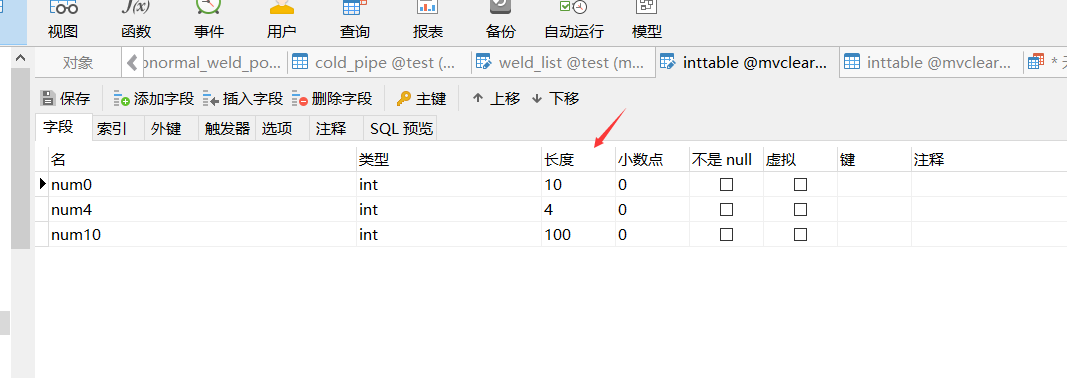 视图 函数 事件 用户 查询 报表 备份 自动运行 模型
对象 onormal_weld_po... cold_pipe @test (... weld_list @test (m... inttable @mvclear... inttable @mvclear... *
保存 添加字段 插入字段 删除字段 主键 上移 下移
字段 索引 外键 触发器 选项 注释 SQL 预览
名 类型 长度 小数点 不是 null 虚拟 键 注释
num0 int 10 0
num4 int 4 0
num10 int 100 0